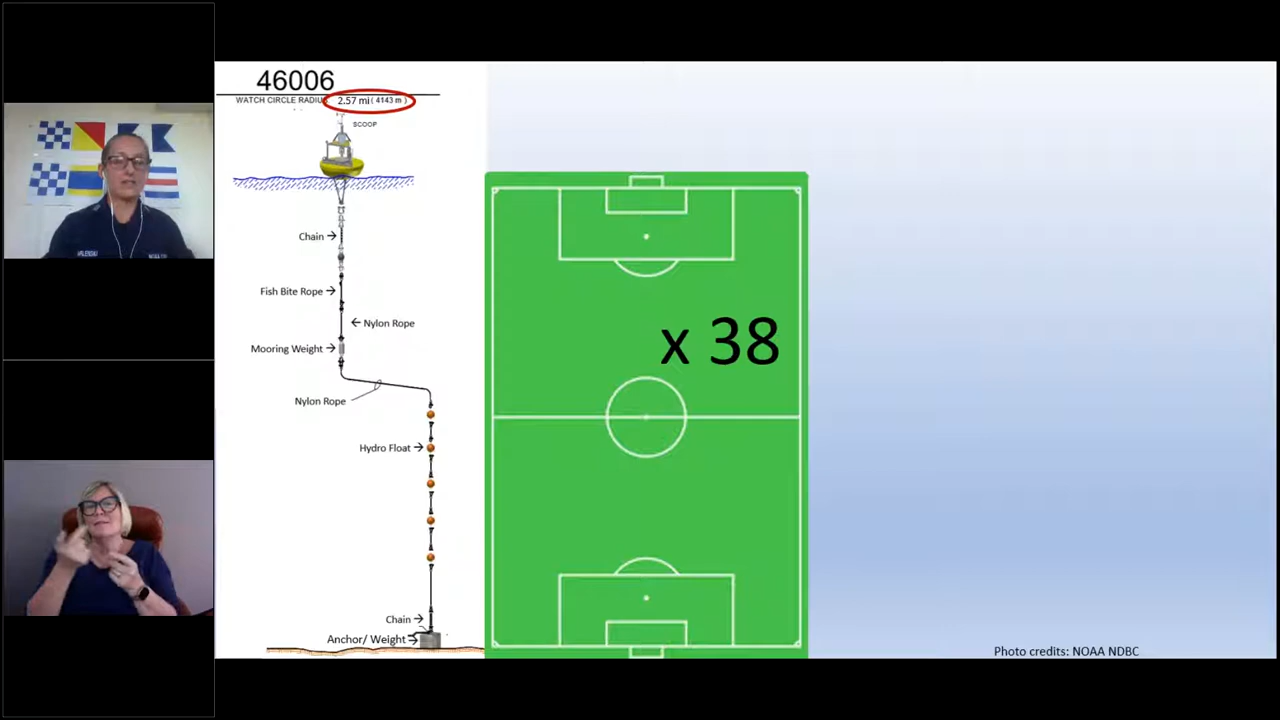 46006
WATCH CIRCLE RADIU
2.57 mi ( 4143 m )
SCOOP
Chain
Fish Bite Rope
Nylon Rope
Mooring Weight
Nylon Rope
Hydro Float
Chain
Anchor/ Weight
x 38
Photo credits: NOAA NDBC